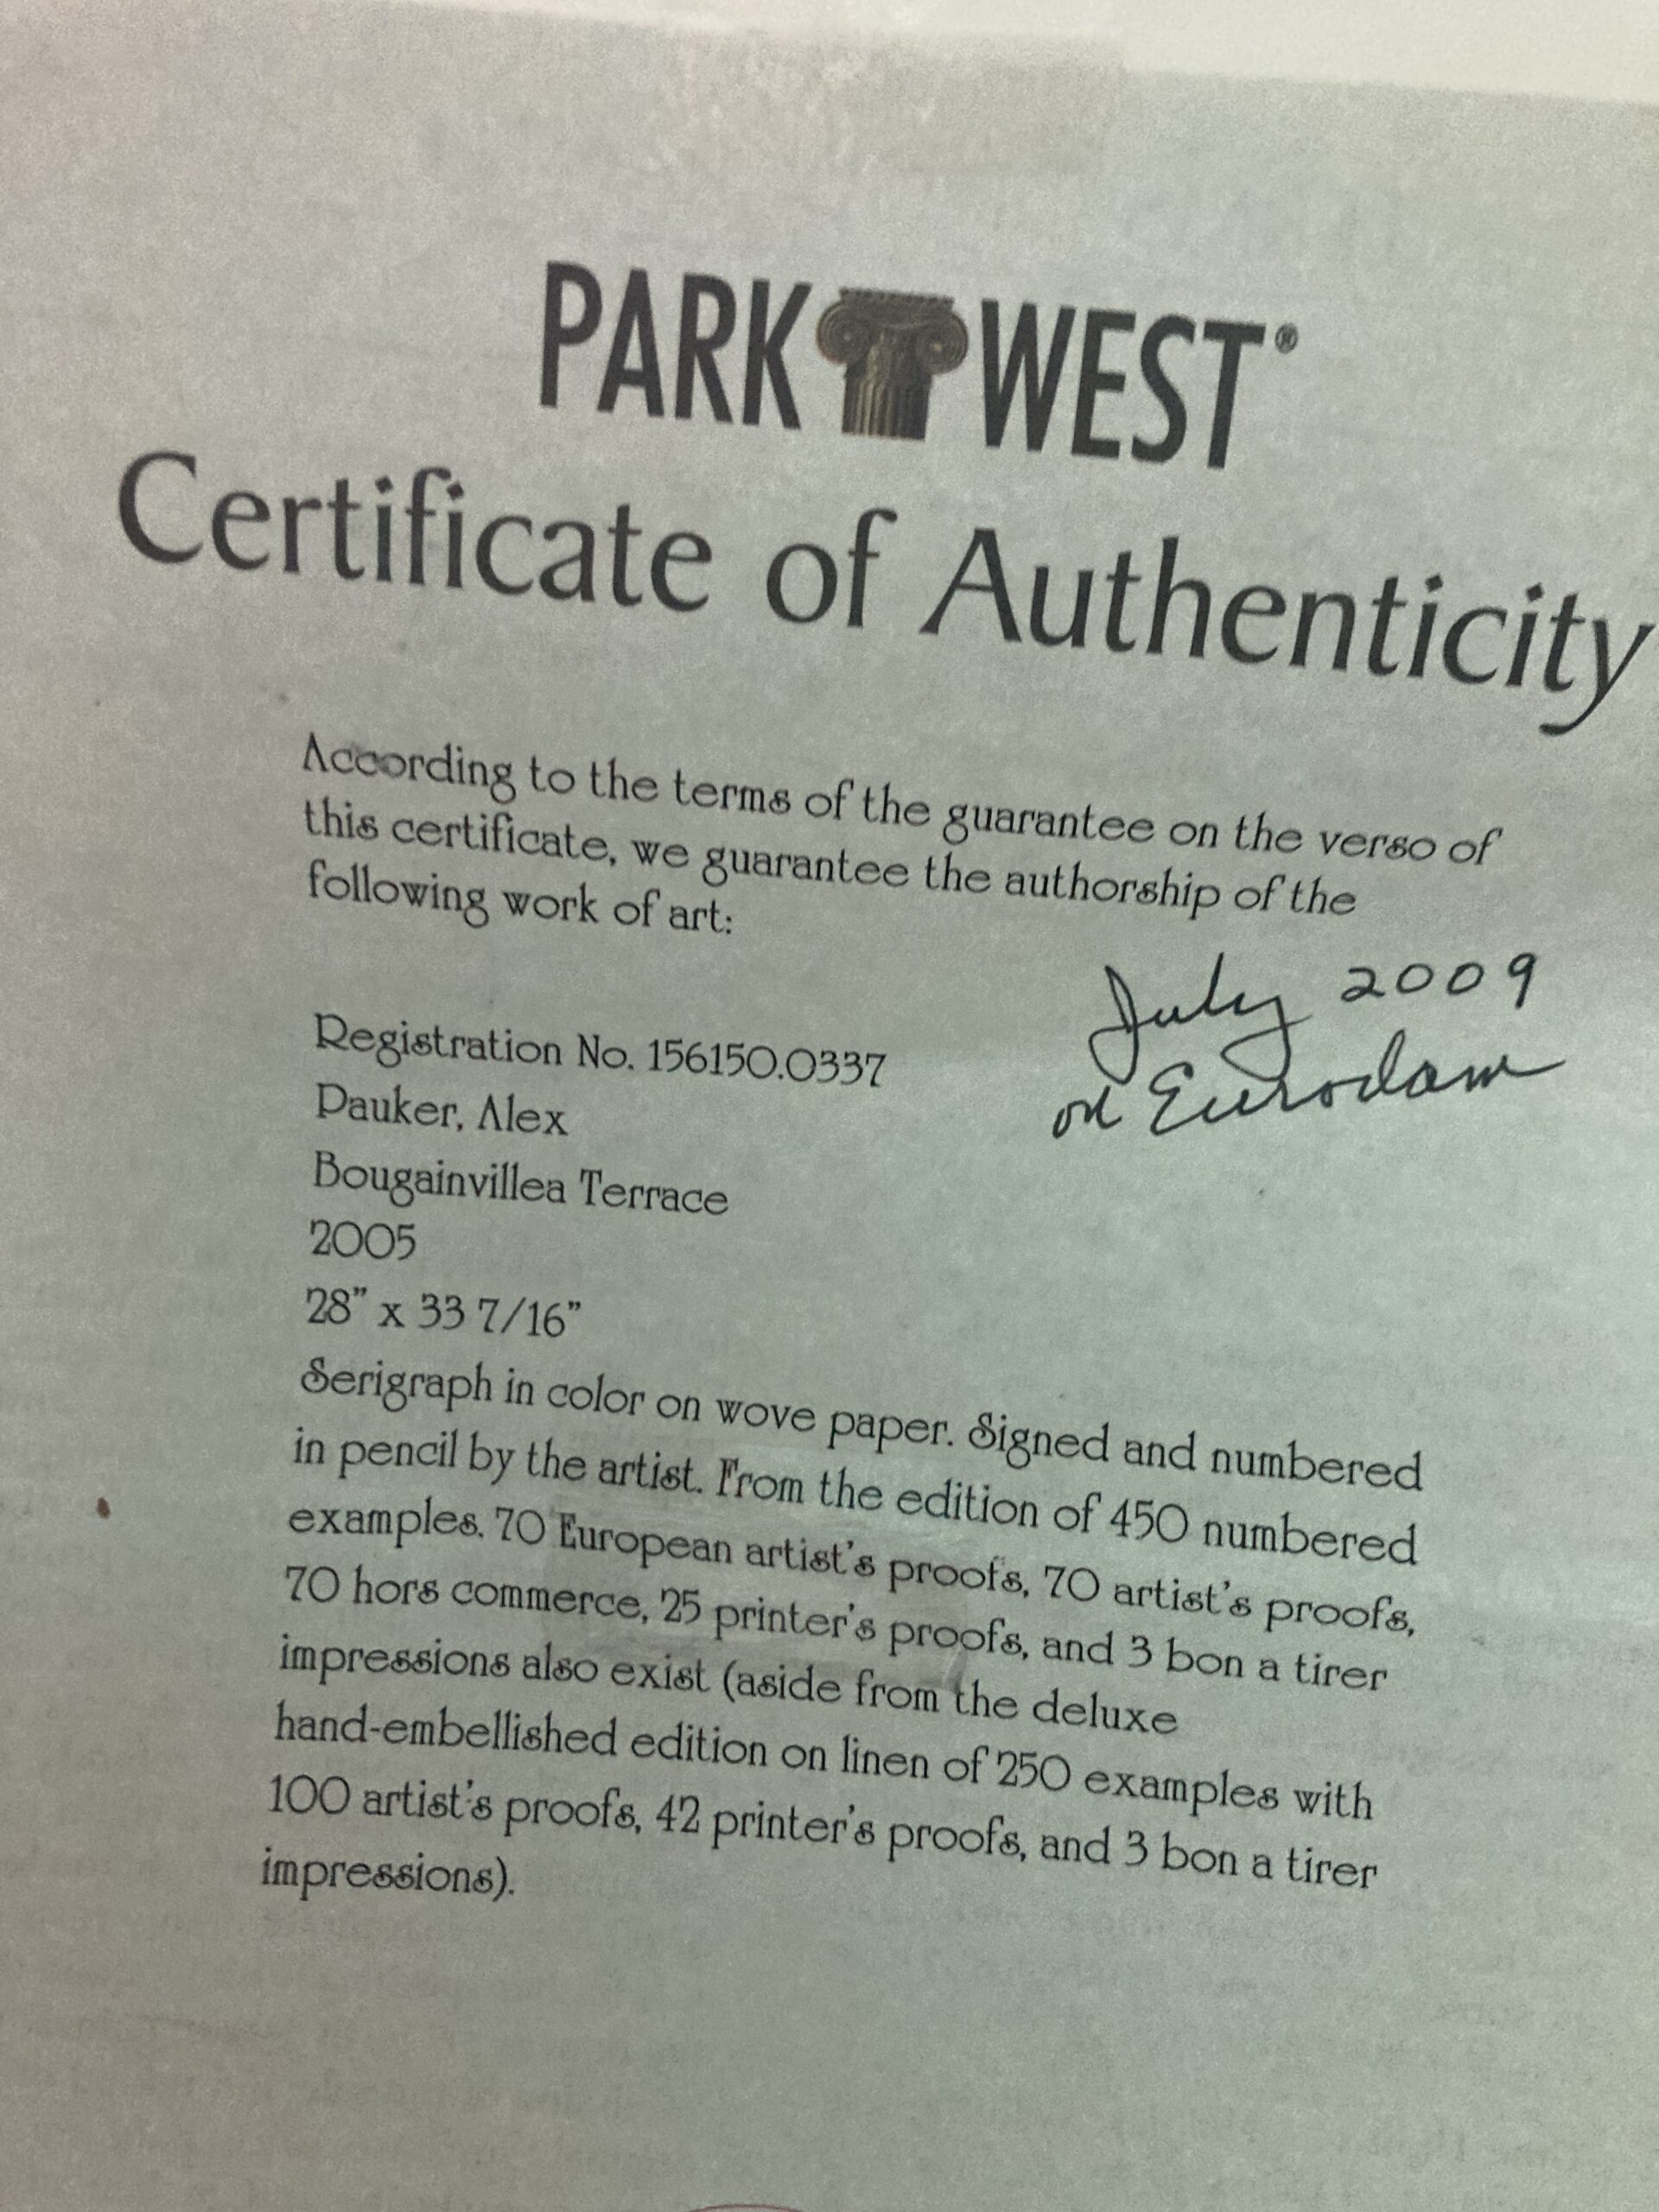 PARK WEST®
Certificate of Authenticity
According to the terms of the guarantee on the verso of
this certificate, we guarantee the authorship of the
following work of art:
July 2009
on Eurodam
Registration No. 156150.0337
Pauker, Alex
Bougainvillea Terrace
2005
28" x 33 7/16"
Serigraph in color on wove paper. Signed and numbered
in pencil by the artist. From the edition of 450 numbered
examples. 70 European artist's proofs, 70 artist's proofs,
70 hors commerce, 25 printer's proofs, and 3 bon a tirer
impressions also exist (aside from the deluxe
hand-embellished edition on linen of 250 examples with
100 artist's proofs, 42 printer's proofs, and 3 bon a tirer
impressions).